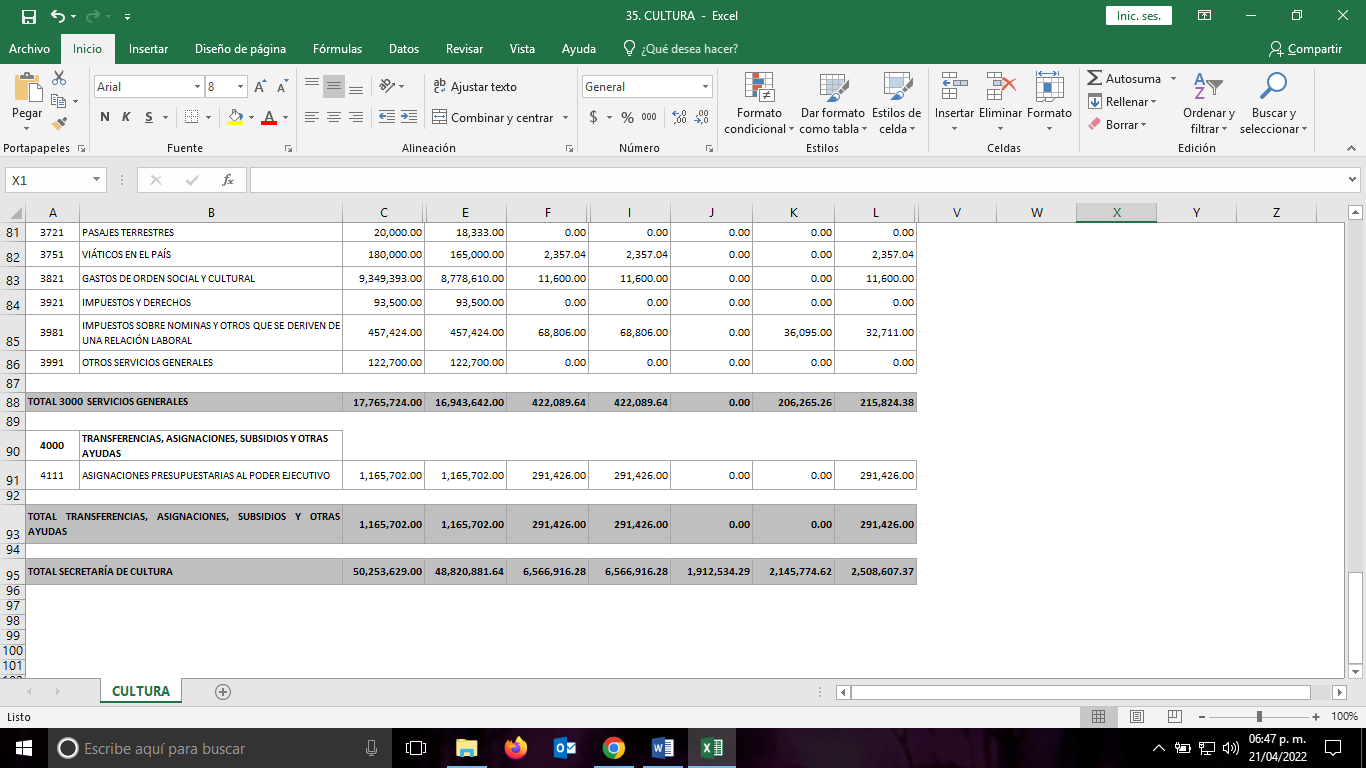 35. CULTURA - Excel
Inic. ses.
Archivo Inicio Insertar Diseño de página Fórmulas Datos Revisar Vista Ayuda ¿Qué desea hacer? Compartir
Pegar
Portapapeles
Arial 8
N K S
Fuente
Ajustar texto
Combinar y centrar
Alineación
General
$ % 000
Número
Formato condicional
Dar formato como tabla
Estilos de celda
Estilos
Insertar Eliminar Formato
Celdas
Autosuma
Rellenar
Borrar
Ordenar y filtrar
Buscar y seleccionar
Edición
X1 fx
A B C E F I J K L V W X Y Z
81 3721 PASAJES TERRESTRES 20,000.00 18,333.00 0.00 0.00 0.00 0.00 0.00
82 3751 VIÁTICOS EN EL PAÍS 180,000.00 165,000.00 2,357.04 2,357.04 0.00 0.00 2,357.04
83 3821 GASTOS DE ORDEN SOCIAL Y CULTURAL 9,349,393.00 8,778,610.00 11,600.00 11,600.00 0.00 0.00 11,600.00
84 3921 IMPUESTOS Y DERECHOS 93,500.00 93,500.00 0.00 0.00 0.00 0.00 0.00
85 3981 IMPUESTOS SOBRE NOMINAS Y OTROS QUE SE DERIVEN DE
UNA RELACIÓN LABORAL 457,424.00 457,424.00 68,806.00 68,806.00 0.00 36,095.00 32,711.00
86 3991 OTROS SERVICIOS GENERALES 122,700.00 122,700.00 0.00 0.00 0.00 0.00 0.00
87
88 TOTAL 3000 SERVICIOS GENERALES 17,765,724.00 16,943,642.00 422,089.64 422,089.64 0.00 206,265.26 215,824.38
89
90 4000 TRANSFERENCIAS, ASIGNACIONES, SUBSIDIOS Y OTRAS
AYUDAS
91 4111 ASIGNACIONES PRESUPUESTARIAS AL PODER EJECUTIVO 1,165,702.00 1,165,702.00 291,426.00 291,426.00 0.00 0.00 291,426.00
92
93 TOTAL TRANSFERENCIAS, ASIGNACIONES, SUBSIDIOS Y OTRAS
AYUDAS 1,165,702.00 1,165,702.00 291,426.00 291,426.00 0.00 0.00 291,426.00
94
95 TOTAL SECRETARÍA DE CULTURA 50,253,629.00 48,820,881.64 6,566,916.28 6,566,916.28 1,912,534.29 2,145,774.62 2,508,607.37
96
97
98
99
100
101
CULTURA
Listo 100%
Escribe aquí para buscar
06:47 p. m.
21/04/2022